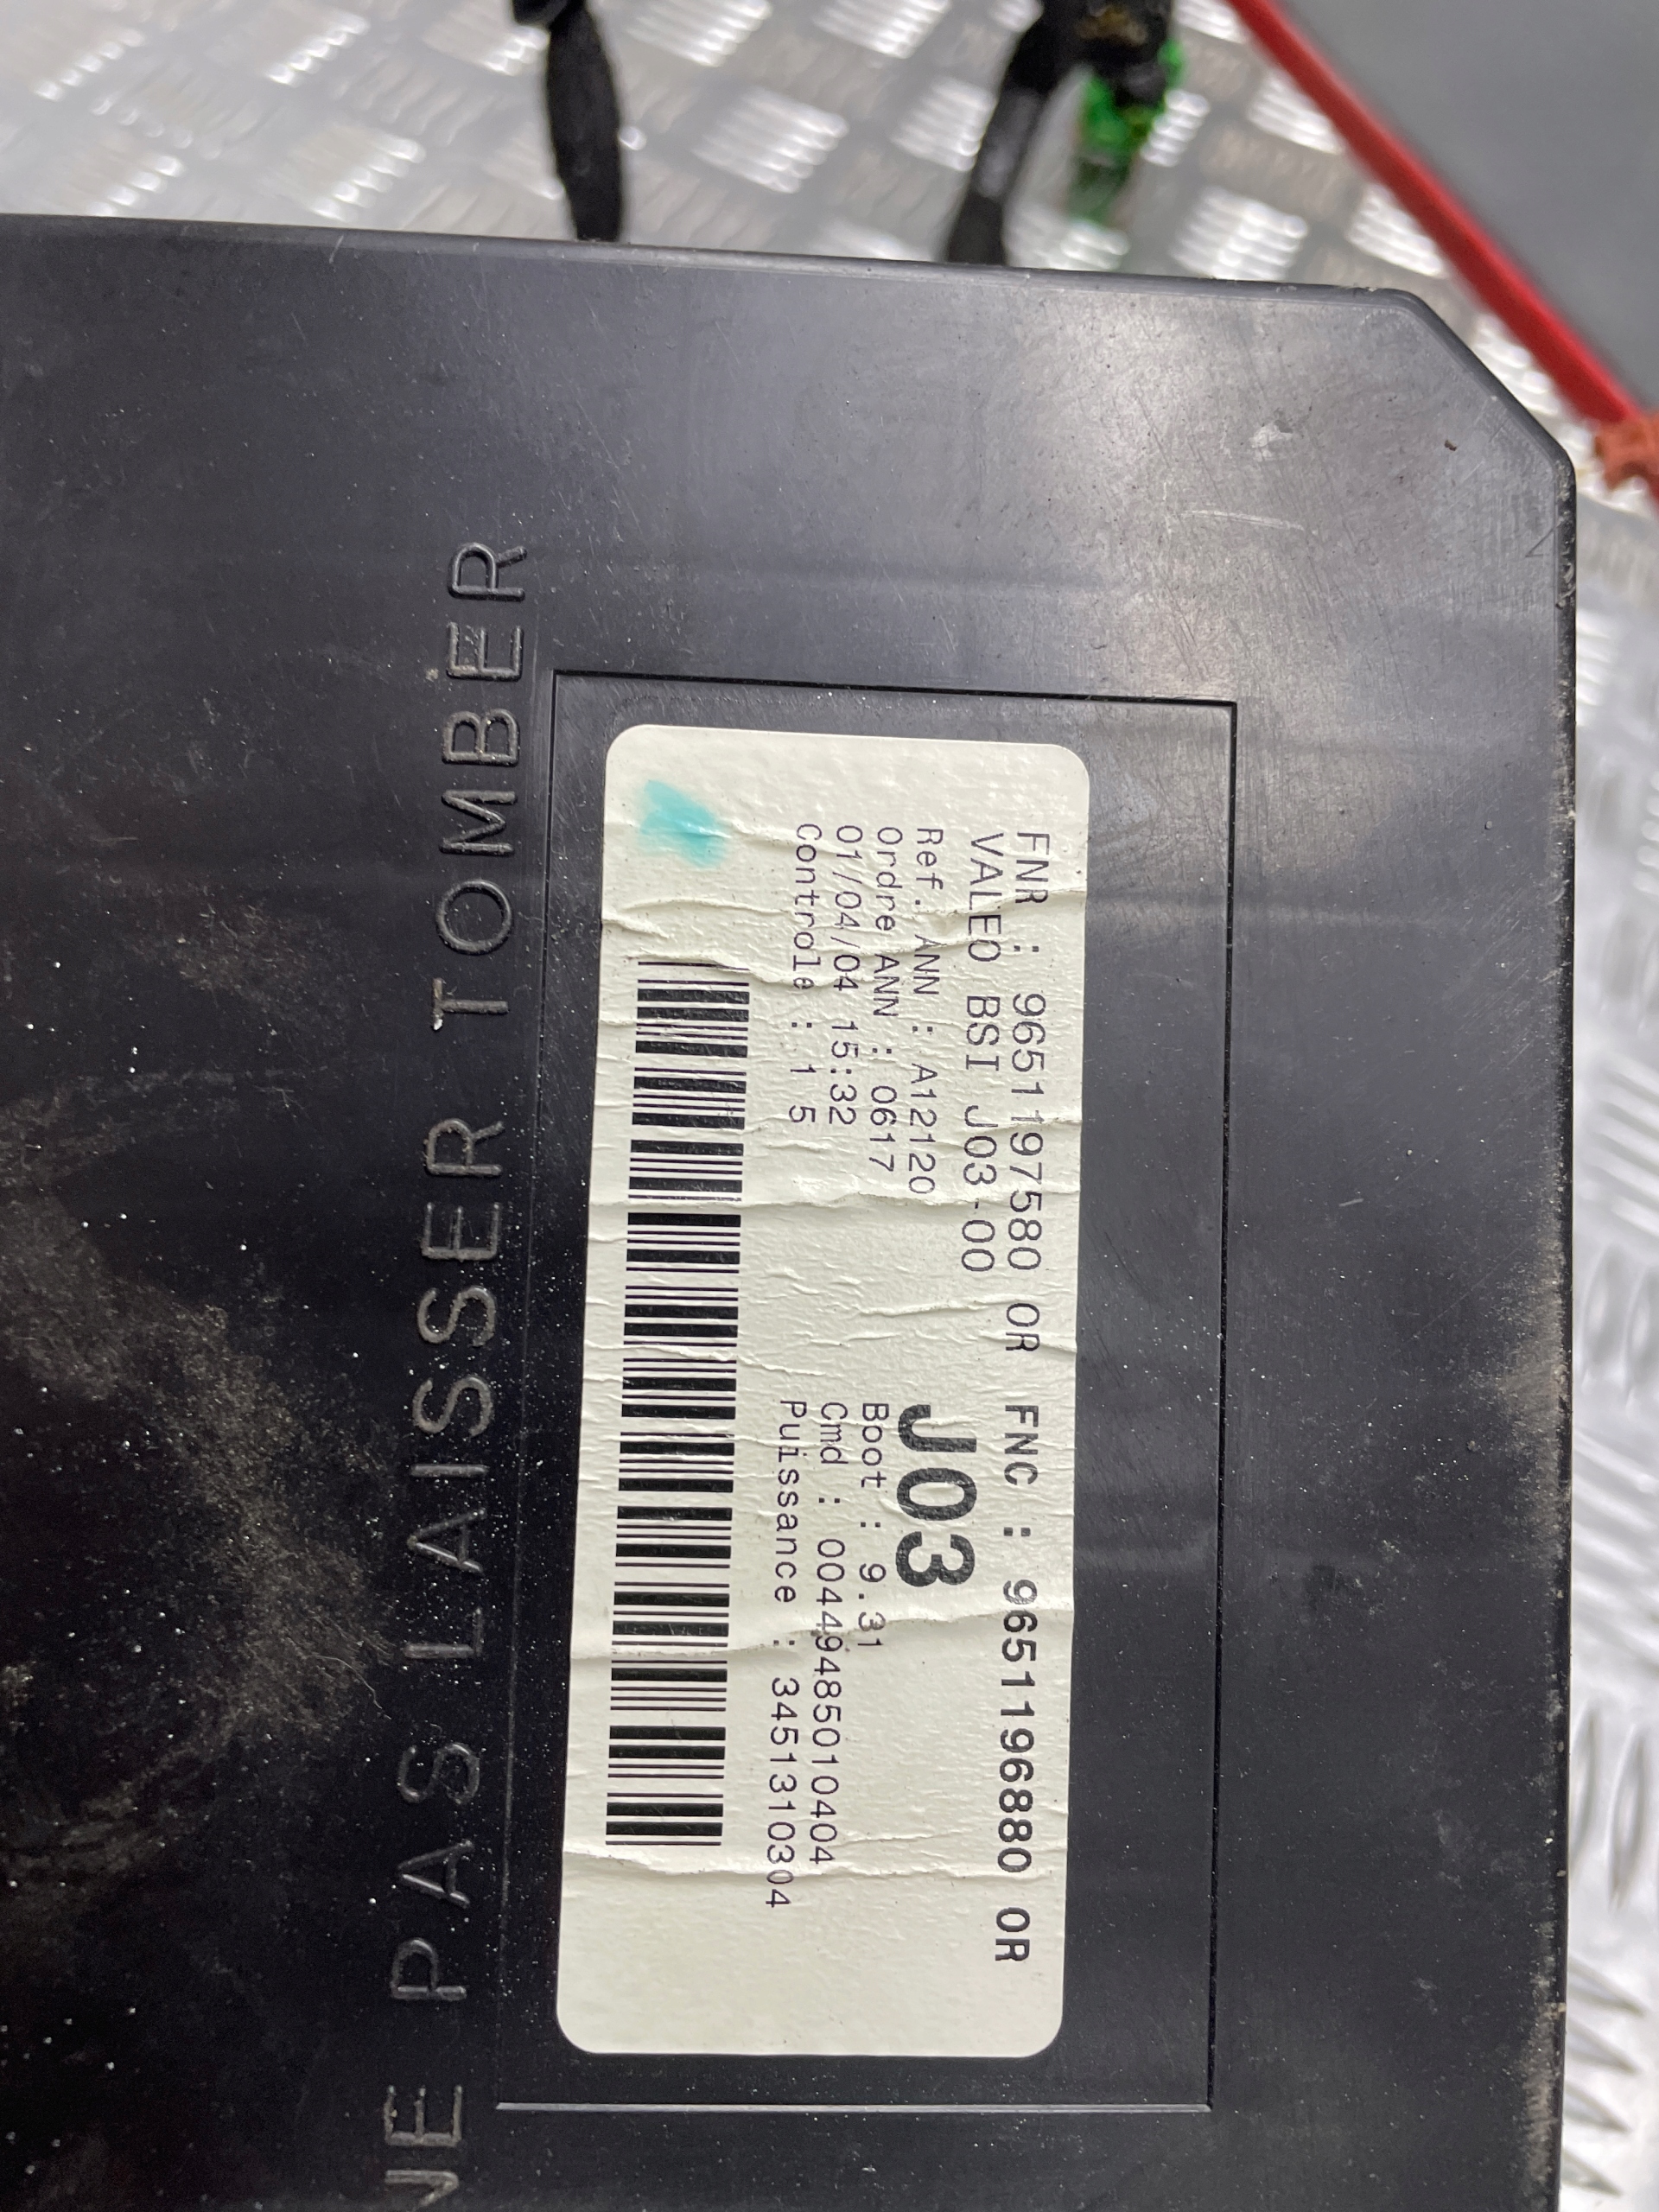 FNR : 9651197580 OR FNC : 9651196880 OR
VALEO BSI J03-00
J03
Ref. ANN : A12120
Ordre ANN : 0617
01/04/04 15:32
Controle : 1 5
Boot : 9.31
Cmd : 00449485010404
Puissance : 3451310304
NE PAS LAISSER TOMBER